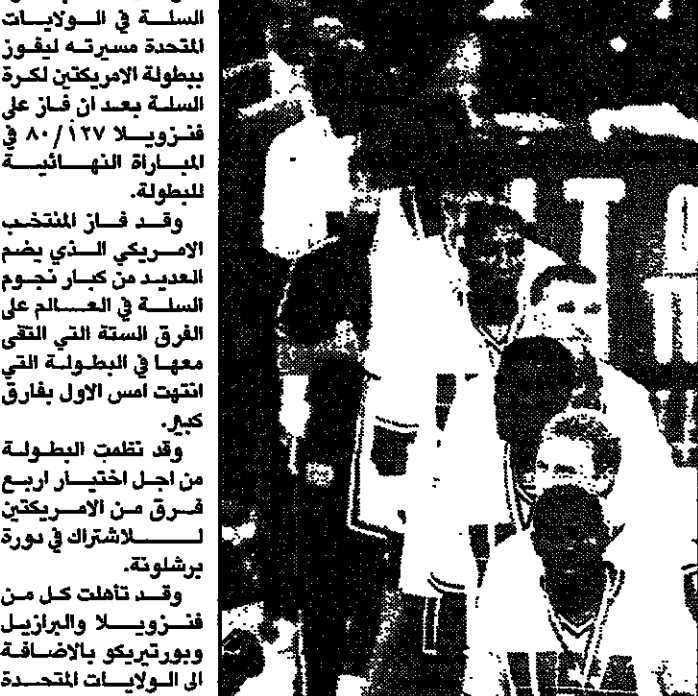 السلة في الولايات
المتحدة مسيرته ليفوز
ببطولة الامريكتين لكرة
السلة بعد ان فاز على
فنزويلا ١٢٧/٨٠ في
المباراة النهائية
للبطولة.
وقد فاز المنتخب
الامريكي الذي يضم
العديد من كبار نجوم
السلة في العالم على
الفرق الستة التي التقى
معها في البطولة التي
انتهت امس الاول بفارق
كبير.
وقد نظمت البطولة
من اجل اختيار اربع
فرق من الامريكتين
للاشتراك في دورة
برشلونة.
وقد تأهلت كل من
فنزويلا والبرازيل
وبورتيريكو بالاضافة
الى الولايات المتحدة